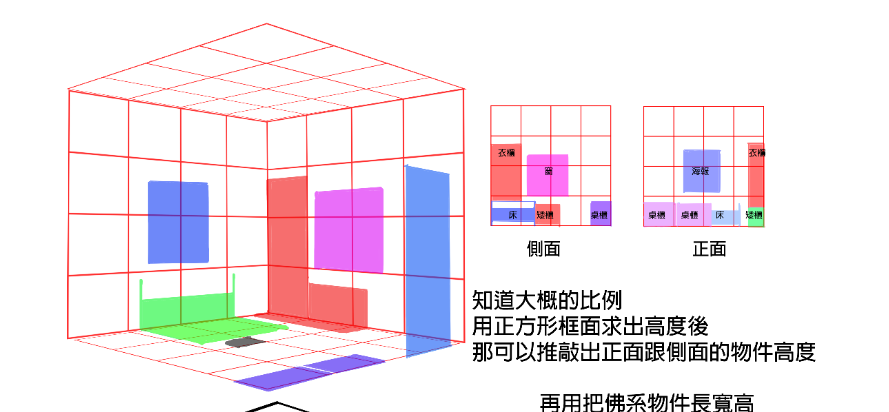 衣櫃
窗
床
矮櫃
桌櫃
側面
衣櫃
海報
桌櫃
桌櫃
床
矮櫃
正面
知道大概的比例
用正方形框面求出高度後
那可以推敲出正面跟側面的物件高度
再用把佛系物件長寬高